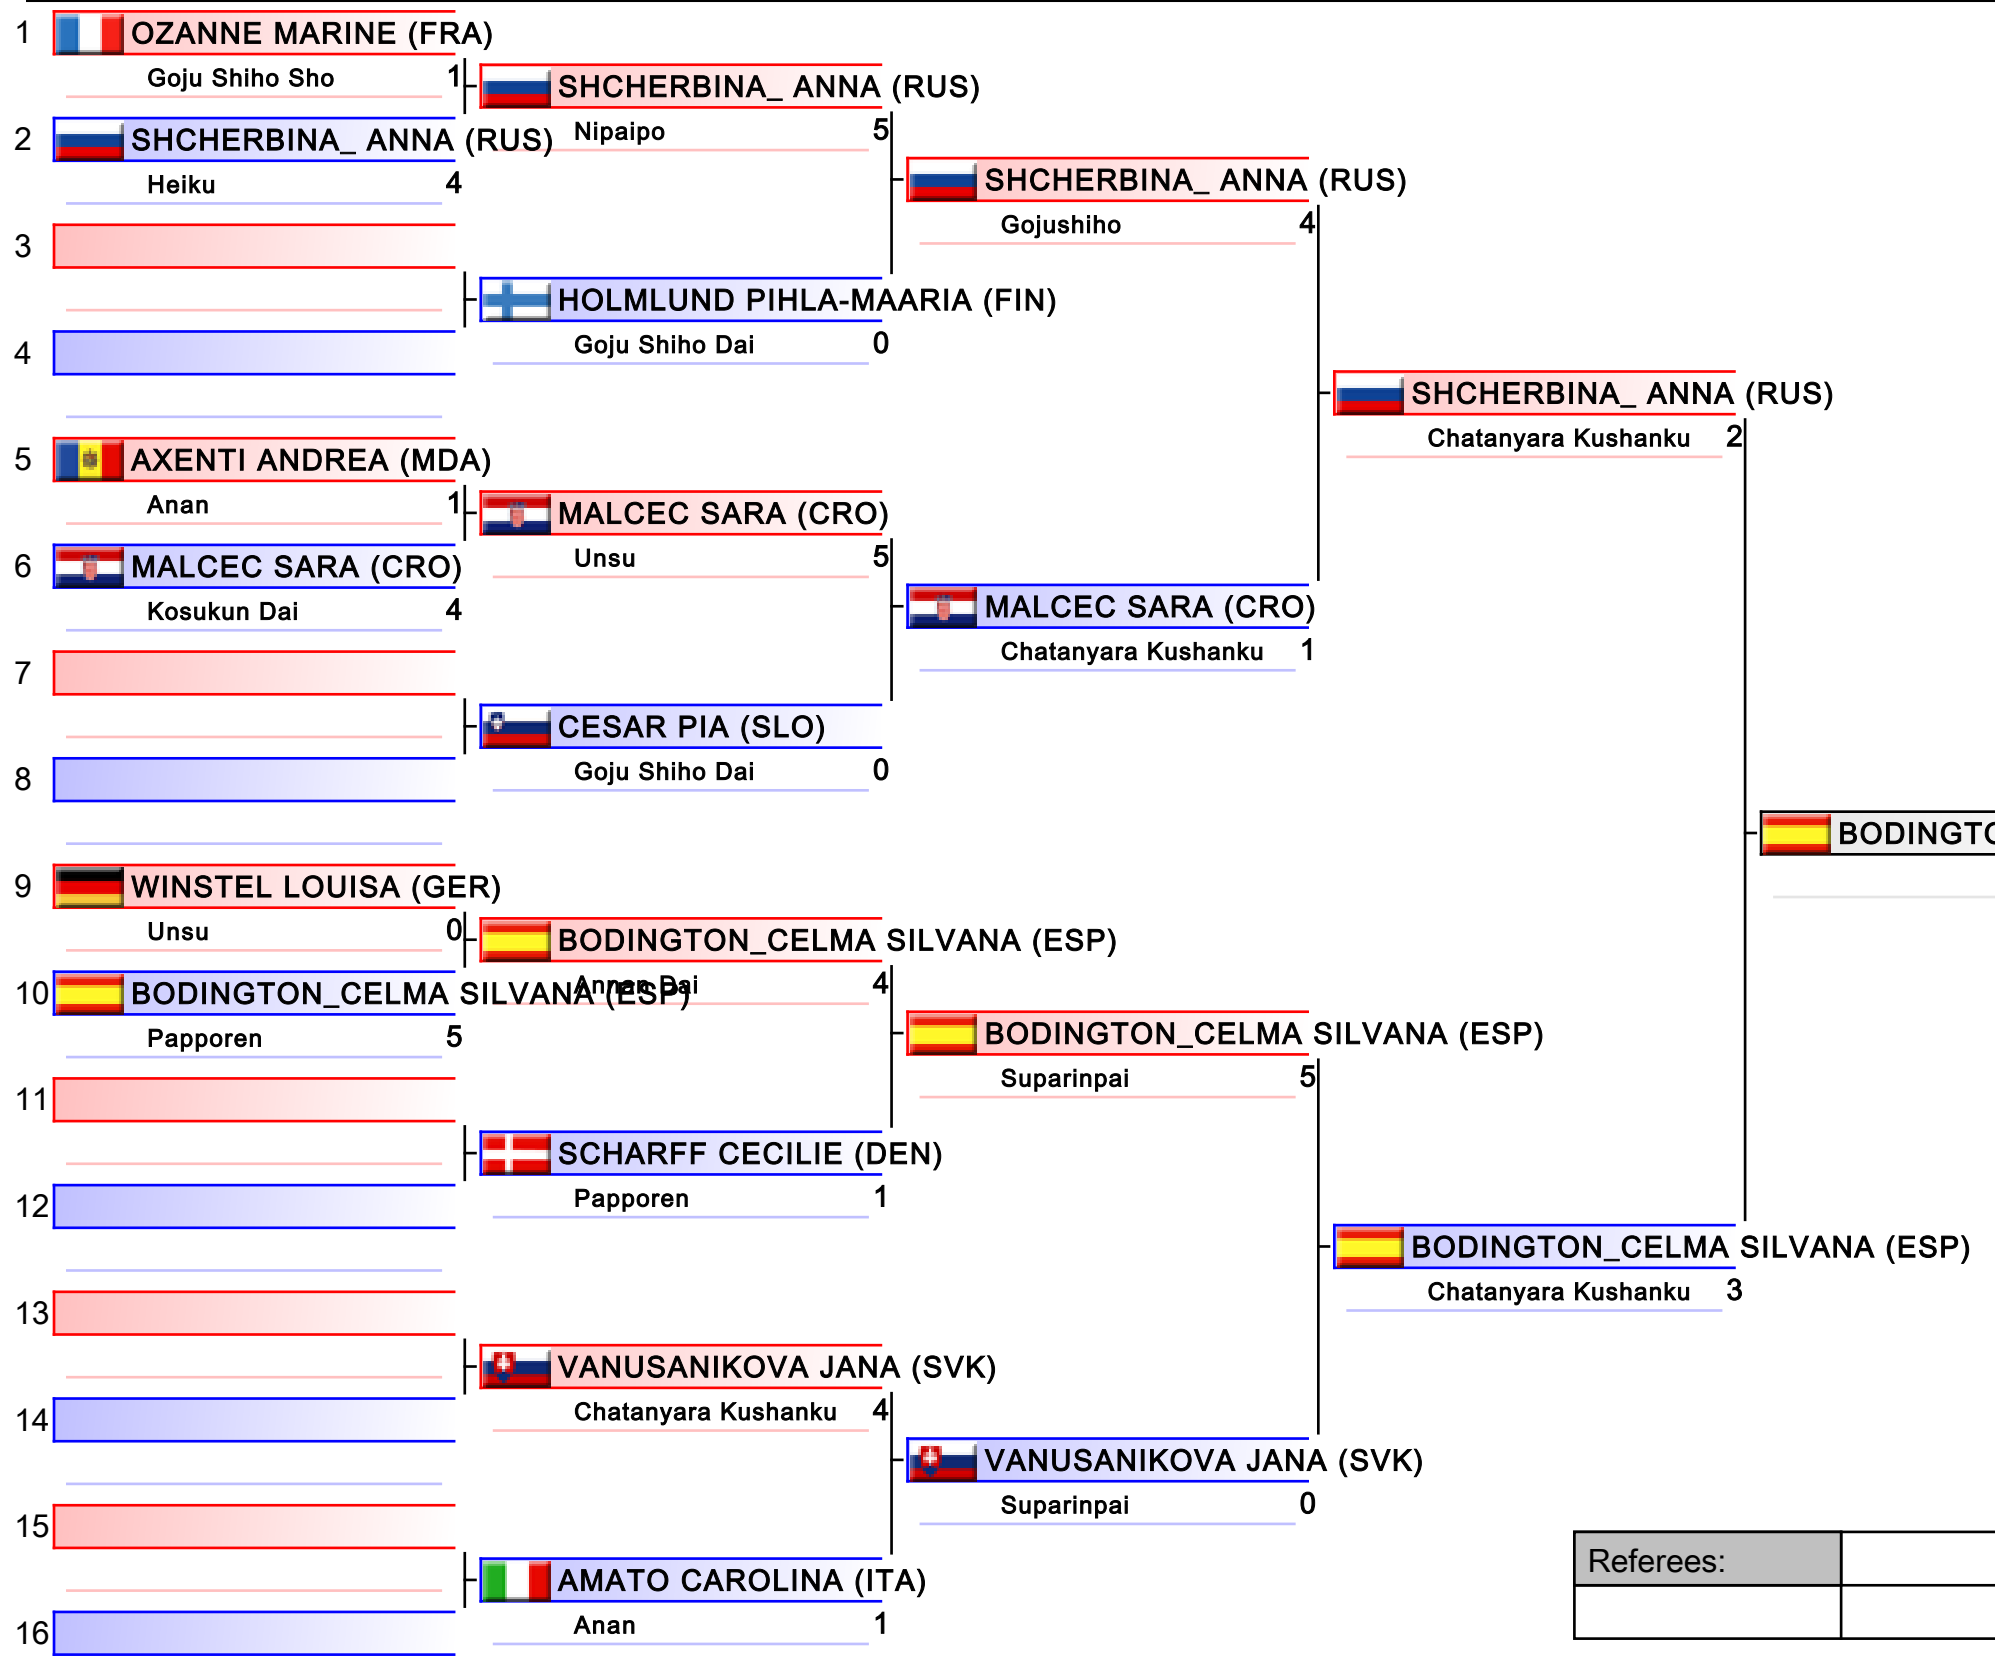 1 OZANNE MARINE (FRA)
Goju Shiho Sho 1
SHCHERBINA_ ANNA (RUS)
Nipaipo 5
2 SHCHERBINA_ ANNA (RUS)
Heiku 4
SHCHERBINA_ ANNA (RUS)
Gojushiho 4
3
HOLMLUND PIHLA-MAARIA (FIN)
Goju Shiho Dai 0
4
SHCHERBINA_ ANNA (RUS)
Chatanyara Kushanku 2
5 AXENTI ANDREA (MDA)
Anan 1
MALCEC SARA (CRO)
Unsu 5
6 MALCEC SARA (CRO)
Kosukun Dai 4
MALCEC SARA (CRO)
Chatanyara Kushanku 1
7
CESAR PIA (SLO)
Goju Shiho Dai 0
8
BODINGTO
9 WINSTEL LOUISA (GER)
Unsu 0
BODINGTON_CELMA SILVANA (ESP)
Annan Dai 4
10 BODINGTON_CELMA SILVANA (ESP)
Papporen 5
BODINGTON_CELMA SILVANA (ESP)
Suparinpai 5
11
SCHARFF CECILIE (DEN)
Papporen 1
12
BODINGTON_CELMA SILVANA (ESP)
Chatanyara Kushanku 3
13
VANUSANIKOVA JANA (SVK)
Chatanyara Kushanku 4
14
VANUSANIKOVA JANA (SVK)
Suparinpai 0
15
AMATO CAROLINA (ITA)
Anan 1
16
Referees: